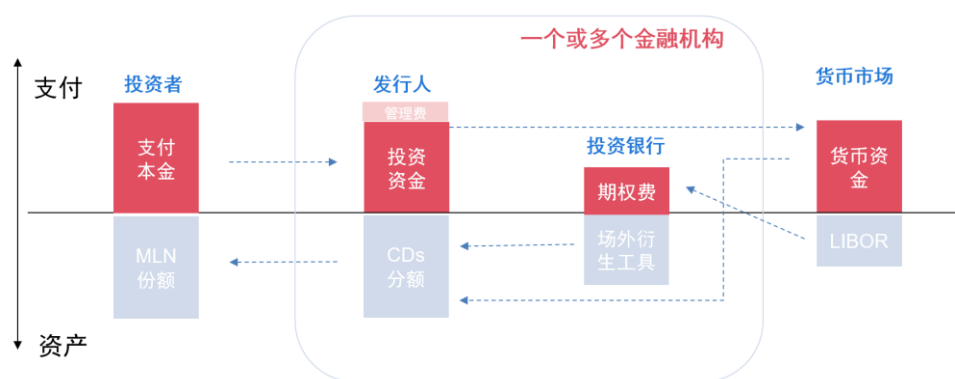 一个或多个金融机构
支付
投资者
发行人
货币市场
管理费
支付
本金
投资
资金
投资银行
货币资
金
期权费
MLN
份额
CDs
分额
场外衍
生工具
LIBOR
资产